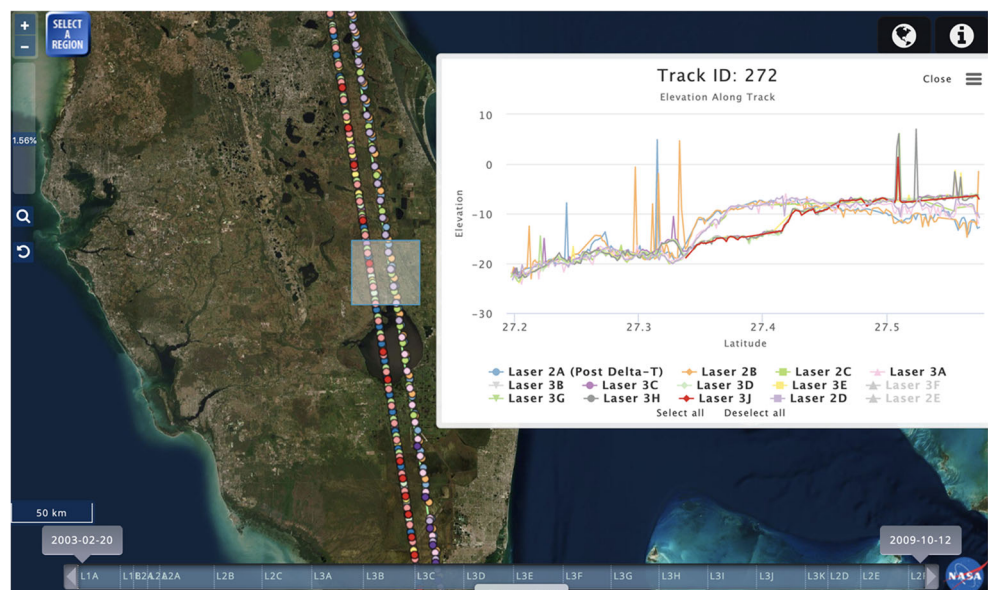 +
−
SELECT
A
REGION
1.56%
Track ID: 272
Close
Elevation Along Track
10
0
-10
-20
-30
Elevation
27.2 27.3 27.4 27.5
Latitude
Laser 2A (Post Delta-T) Laser 2B Laser 2C Laser 3A
Laser 3B Laser 3C Laser 3D Laser 3E Laser 3F
Laser 3G Laser 3H Laser 3J Laser 2D Laser 2E
Select all Deselect all
50 km
2003-02-20 2009-10-12
L1A L2A L2B L2C L3A L3B L3C L3D L3E L3F L3G L3H L3I L3J L3K L2D L2E
NASA